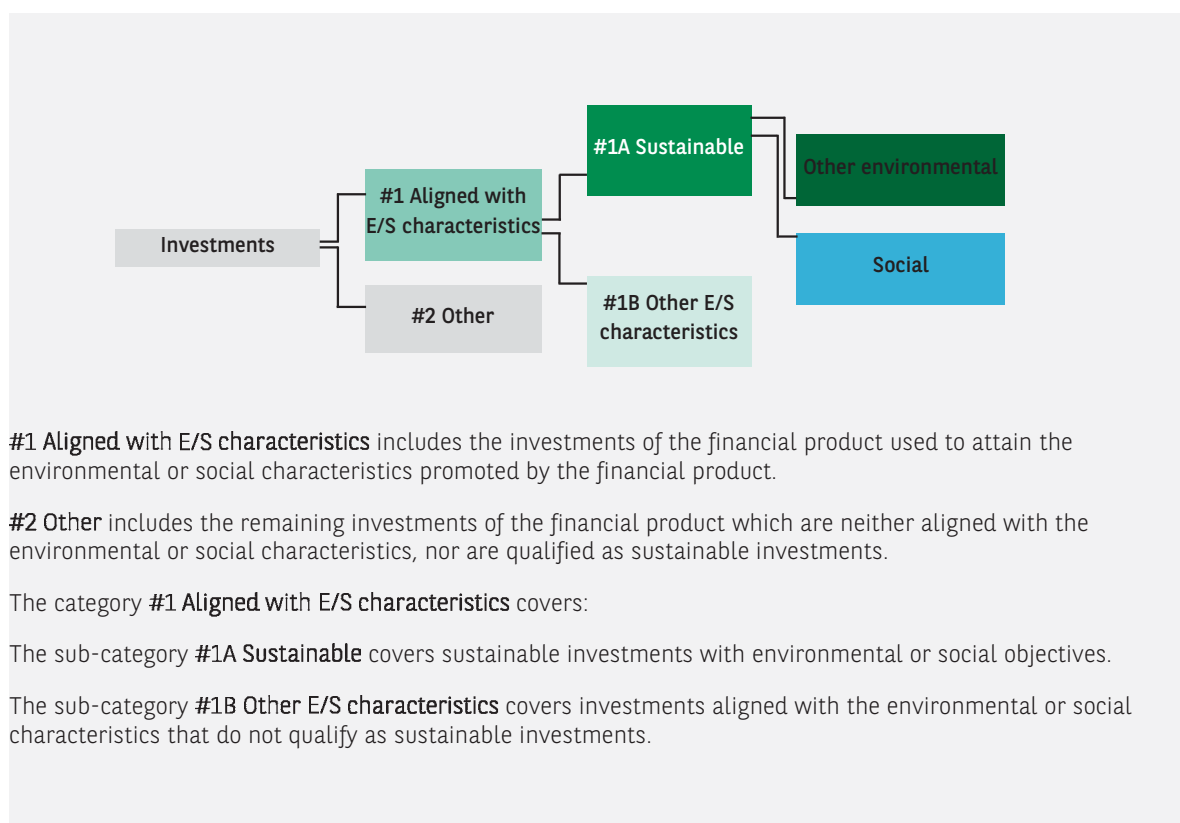 #1A Sustainable
Other environmental
#1 Aligned with
E/S characteristics
Investments
Social
#2 Other
#1B Other E/S
characteristics
#1 Aligned with E/S characteristics includes the investments of the financial product used to attain the
environmental or social characteristics promoted by the financial product.
#2 Other includes the remaining investments of the financial product which are neither aligned with the
environmental or social characteristics, nor are qualified as sustainable investments.
The category #1 Aligned with E/S characteristics covers:
The sub-category #1A Sustainable covers sustainable investments with environmental or social objectives.
The sub-category #1B Other E/S characteristics covers investments aligned with the environmental or social
characteristics that do not qualify as sustainable investments.